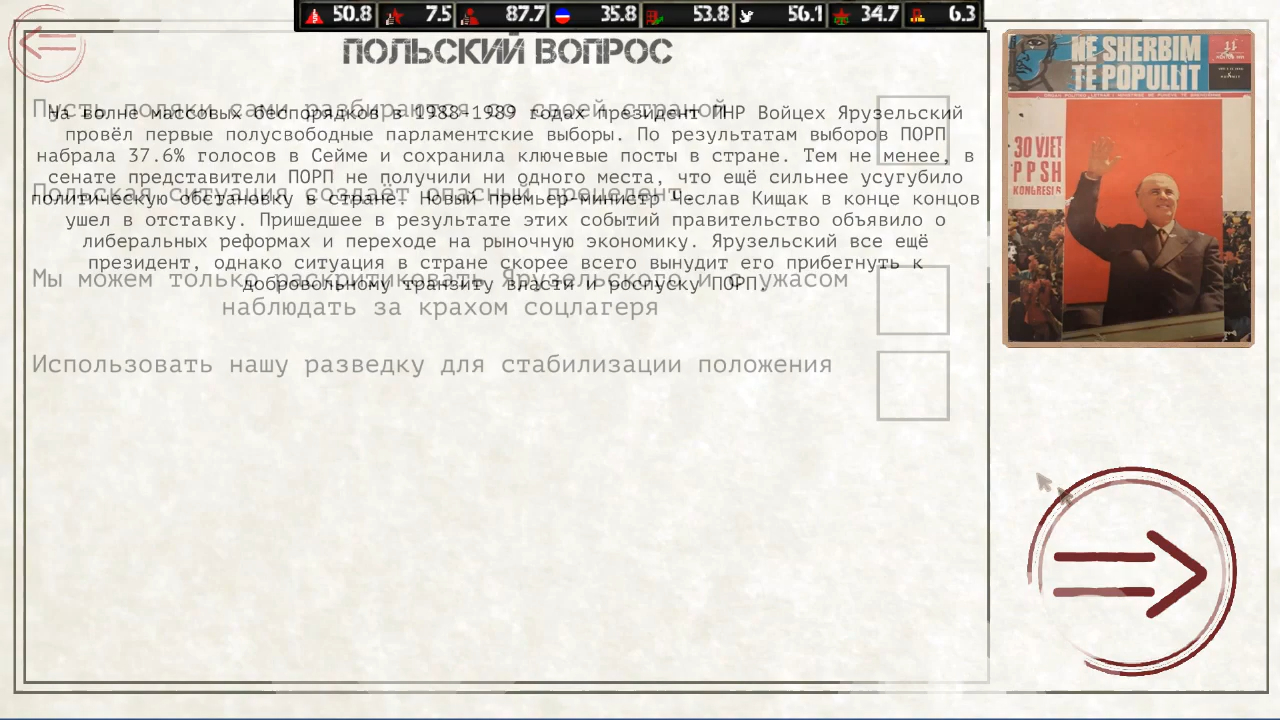 50.8 7.5 87.7 35.8 53.8 56.1 34.7 6.3
ПОЛЬСКИЙ ВОПРОС
На волне массовых беспорядков в 1988-1989 годах президент ПНР Войцех Ярузельский
провёл первые полусвободные парламентские выборы. По результатам выборов ПОРП
набрала 37.6% голосов в Сейме и сохранила ключевые посты в стране. Тем не менее, в
сенате представители ПОРП не получили ни одного места, что ещё сильнее усугубило
политическую обстановку в стране. Новый премьер-министр Чеслав Кищак в конце концов
ушел в отставку. Пришедшее в результате этих событий правительство объявило о
либеральных реформах и переходе на рыночную экономику. Ярузельский все ещё
президент, однако ситуация в стране скорее всего вынудит его прибегнуть к
добровольному транзиту власти и роспуску ПОРП.
Пусть поляки сами разбираются со своей страной
Польская ситуация создаёт опасный прецедент.
Мы можем только раскритиковать Ярузельского и с ужасом
наблюдать за крахом соцлагеря
Использовать нашу разведку для стабилизации положения
NË SHERBIM
TË POPULLIT
30 VJET
PPSH
KONGRESI